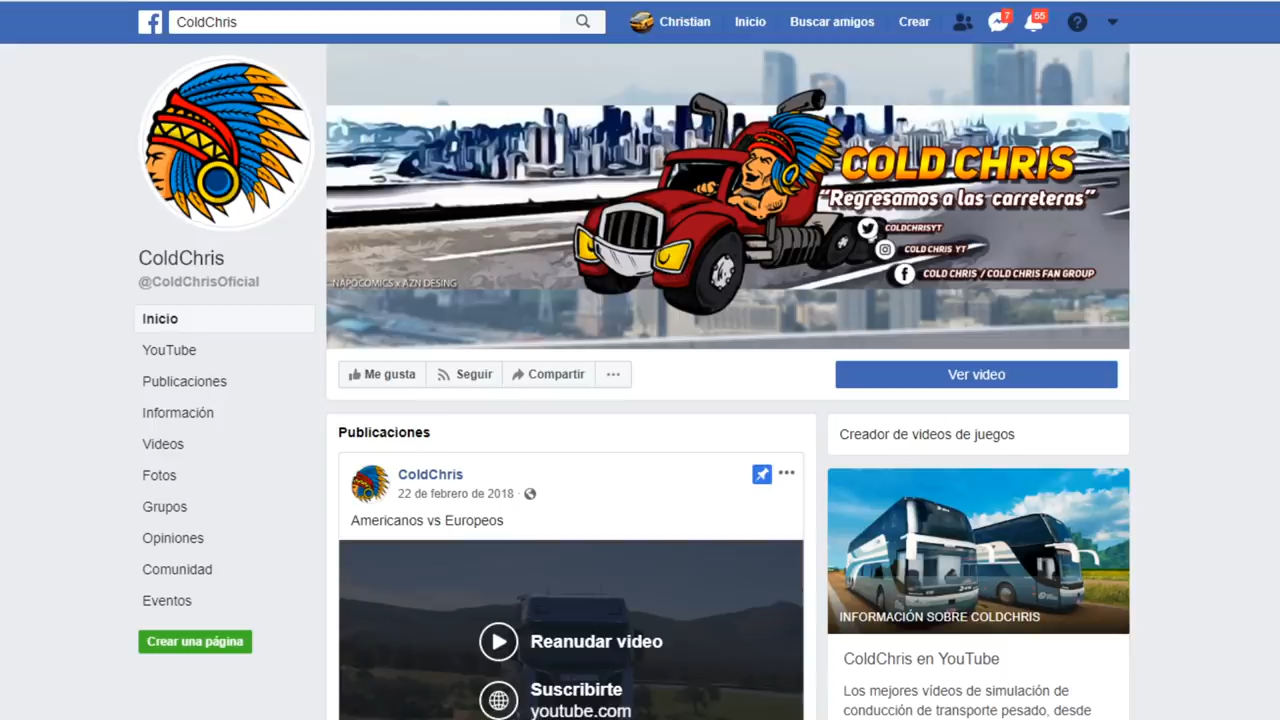 ColdChris
Christian
Inicio
Buscar amigos
Crear
7
55
?
COLD CHRIS
"Regresamos a las carreteras"
COLDCHRISYT
COLD CHRIS YT
COLD CHRIS / COLD CHRIS FAN GROUP
NAPOCOMICS x AZN DESING
ColdChris
@ColdChrisOficial
Inicio
YouTube
Publicaciones
Información
Videos
Fotos
Grupos
Opiniones
Comunidad
Eventos
Crear una página
Me gusta
Seguir
Compartir
...
Ver video
Publicaciones
ColdChris
22 de febrero de 2018 ·
Americanos vs Europeos
Reanudar video
Suscribirte
youtube.com
Creador de videos de juegos
INFORMACIÓN SOBRE COLDCHRIS
ColdChris en YouTube
Los mejores vídeos de simulación de
conducción de transporte pesado, desde